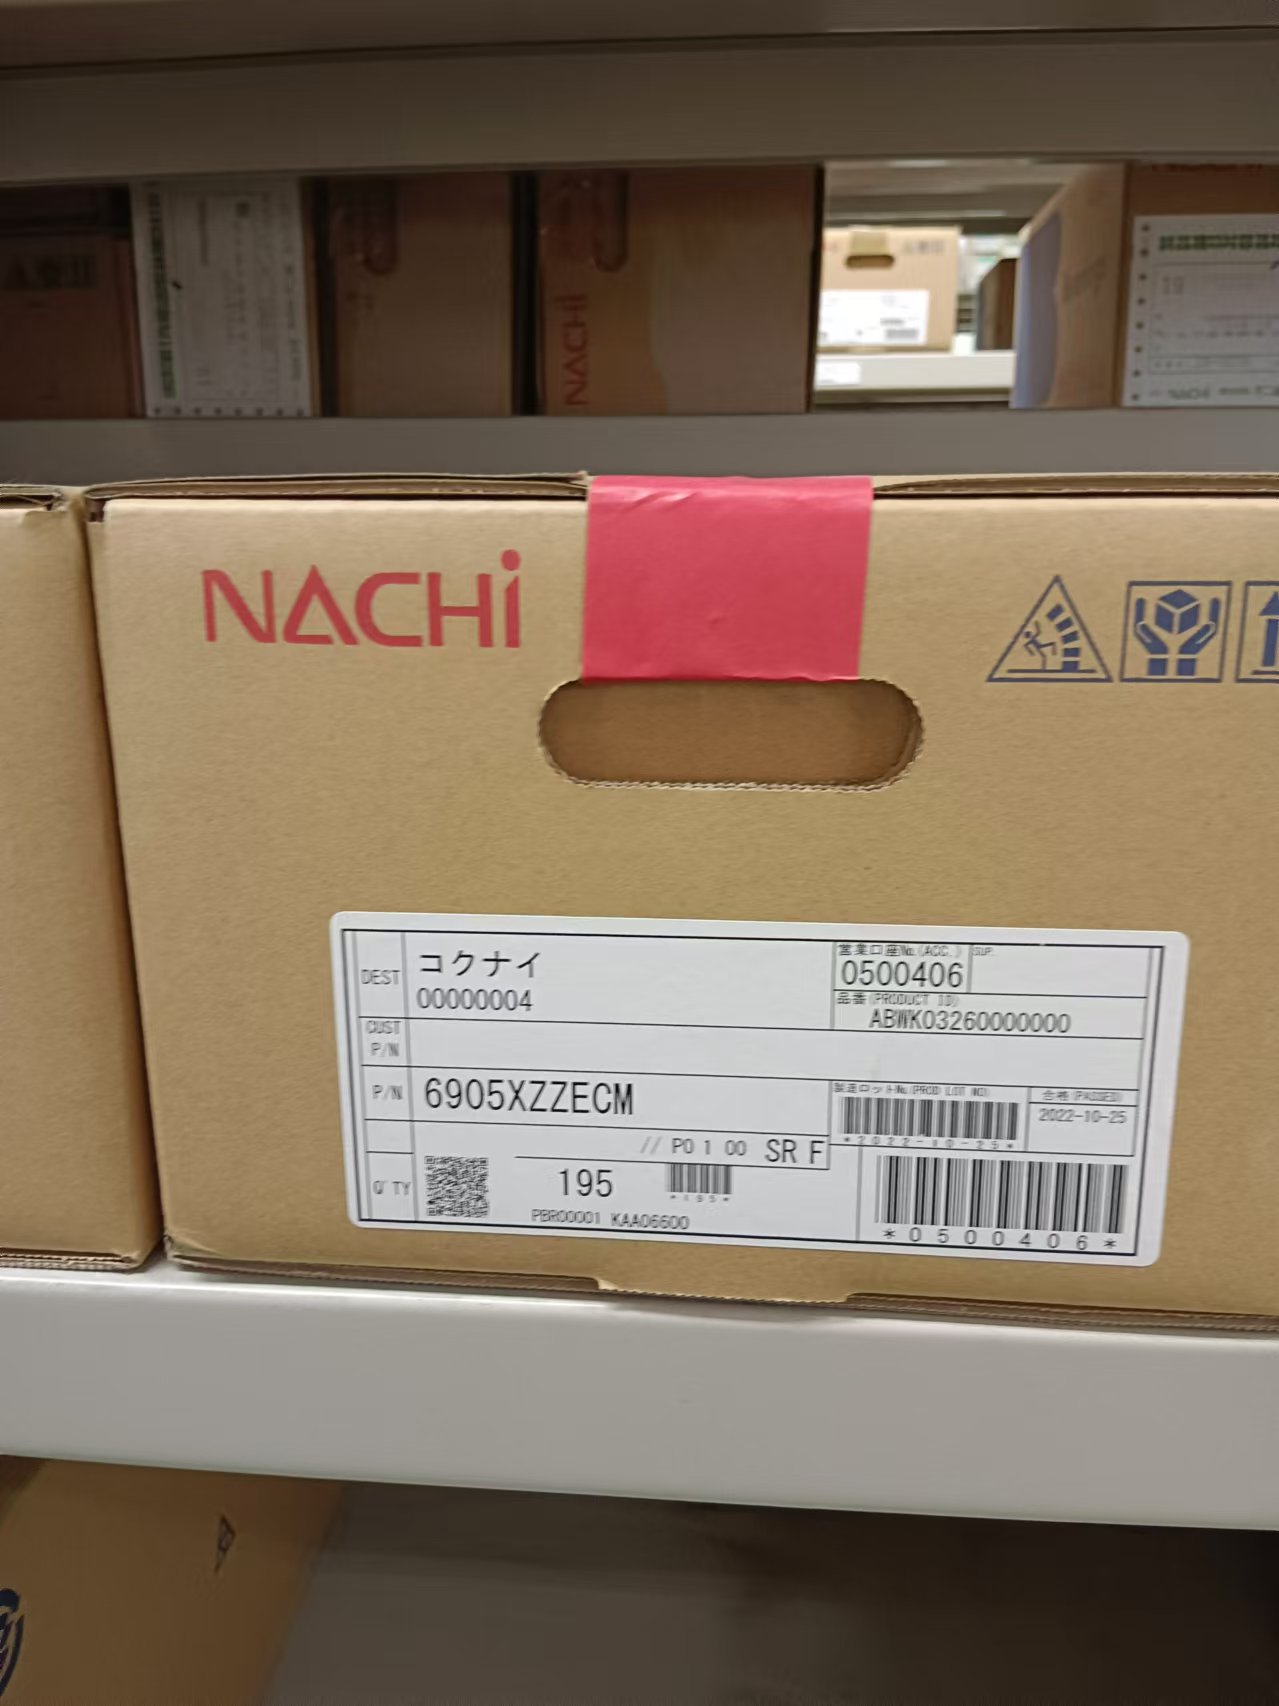 NACHI
NACHI
DEST
コクナイ
00000004
営業口座No.(ACC.)
SUP.
0500406
品番(PRODUCT ID)
ABWK03260000000
CUST
P/N
P/N
6905XZZECM
製造ロットNo.(PROD LOT NO)
*2022-10-25*
合格(PASSED)
2022-10-25
// P0 1 00 SR F
Q'TY
195
*195*
PBR00001 KAA06600
*0500406*